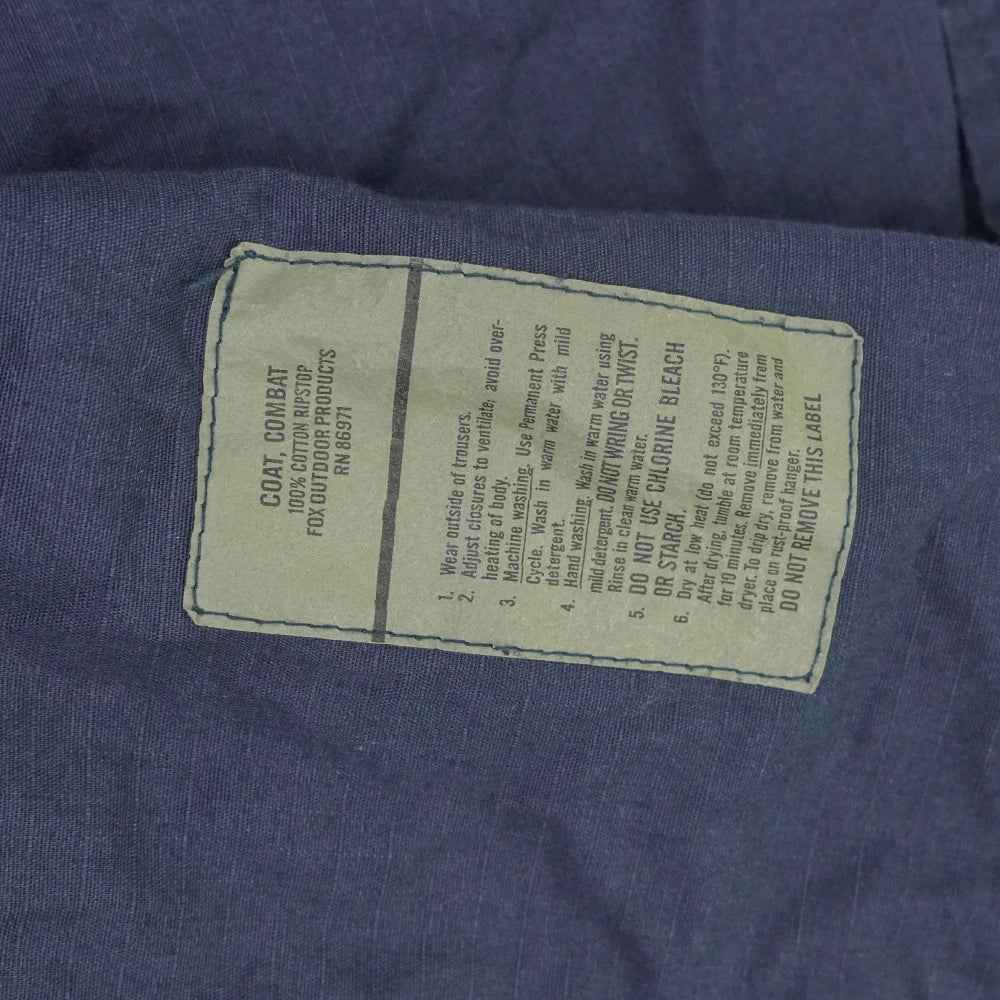 COAT, COMBAT
100% COTTON RIPSTOP
FOX OUTDOOR PRODUCTS
RN 86971
1. Wear outside of trousers.
2. Adjust closures to ventilate; avoid over-
heating of body.
3. Machine washing. Use Permanent Press
Cycle. Wash in warm water with mild
detergent.
4. Hand washing. Wash in warm water using
mild detergent. DO NOT WRING OR TWIST.
Rinse in clean warm water.
5. DO NOT USE CHLORINE BLEACH
OR STARCH.
6. Dry at low heat (do not exceed 130°F).
After drying, tumble at room temperature
for 10 minutes. Remove immediately from
dryer. To drip dry, remove from water and
place on rust-proof hanger.
DO NOT REMOVE THIS LABEL